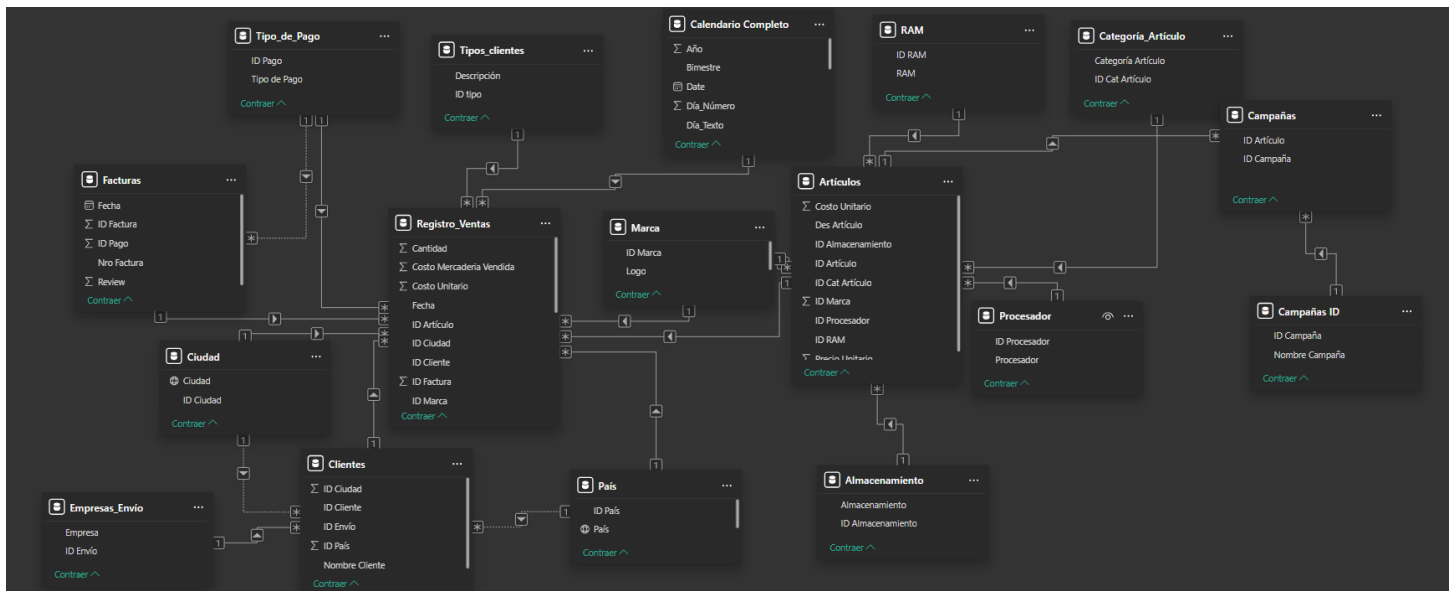 Tipo_de_Pago
ID Pago
Tipo de Pago
Contraer
Tipos_clientes
Descripción
ID tipo
Contraer
Calendario Completo
Año
Bimestre
Date
Día_Número
Día_Texto
Contraer
RAM
ID RAM
RAM
Contraer
Categoría_Artículo
Categoría Artículo
ID Cat Artículo
Contraer
Campañas
ID Artículo
ID Campaña
Contraer
Facturas
Fecha
ID Factura
ID Pago
Nro Factura
Review
Contraer
Registro_Ventas
Cantidad
Costo Mercaderia Vendida
Costo Unitario
Fecha
ID Artículo
ID Ciudad
ID Cliente
ID Factura
ID Marca
Contraer
Marca
ID Marca
Logo
Contraer
Artículos
Costo Unitario
Des Artículo
ID Almacenamiento
ID Artículo
ID Cat Artículo
ID Marca
ID Procesador
ID RAM
Precio Unitario
Contraer
Procesador
ID Procesador
Procesador
Contraer
Campañas ID
ID Campaña
Nombre Campaña
Contraer
Ciudad
Ciudad
ID Ciudad
Contraer
Clientes
ID Ciudad
ID Cliente
ID Envío
ID País
Nombre Cliente
Contraer
Empresas_Envío
Empresa
ID Envío
Contraer
País
ID País
País
Contraer
Almacenamiento
Almacenamiento
ID Almacenamiento
Contraer